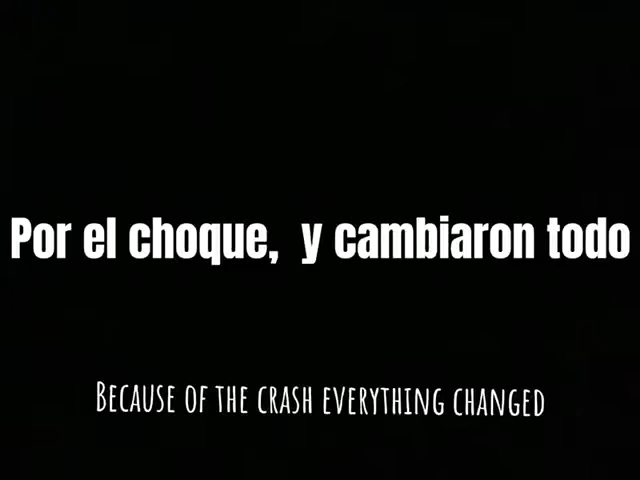 Por el choque, y cambiaron todo
BECAUSE OF THE CRASH EVERYTHING CHANGED